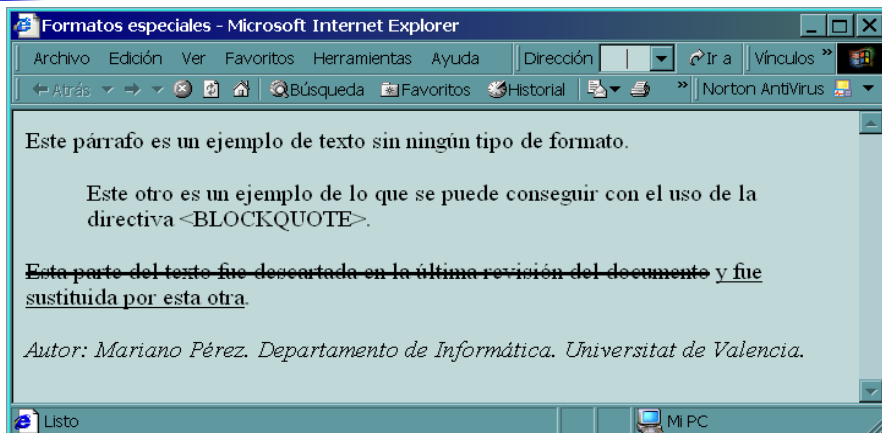 Formatos especiales - Microsoft Internet Explorer
Archivo Edición Ver Favoritos Herramientas Ayuda Dirección Ir a Vínculos »
Atrás Búsqueda Favoritos Historial » Norton AntiVirus
Este párrafo es un ejemplo de texto sin ningún tipo de formato.
Este otro es un ejemplo de lo que se puede conseguir con el uso de la
directiva <BLOCKQUOTE>.
Esta parte del texto fue descartada en la última revisión del documento y fue
sustituida por esta otra.
Autor: Mariano Pérez. Departamento de Informática. Universitat de Valencia.
Listo Mi PC